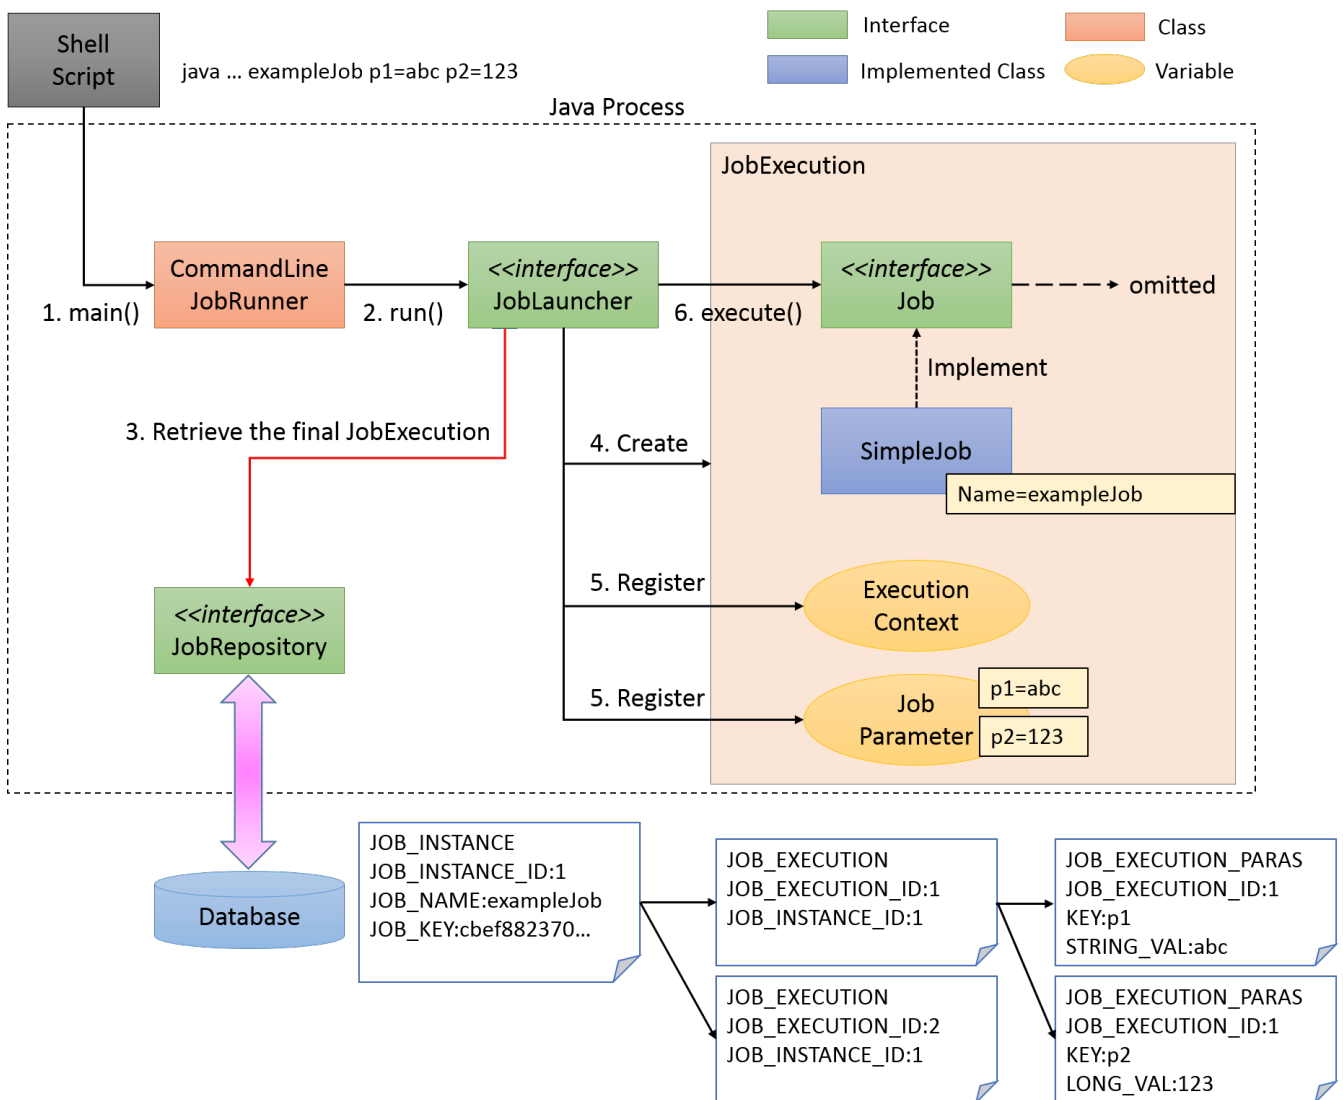 Shell
Script
java ... exampleJob p1=abc p2=123
Interface
Class
Implemented Class
Variable
Java Process
JobExecution
CommandLine
JobRunner
<<interface>>
JobLauncher
<<interface>>
Job
omitted
1. main()
2. run()
6. execute()
Implement
3. Retrieve the final JobExecution
4. Create
SimpleJob
Name=exampleJob
5. Register
Execution
Context
<<interface>>
JobRepository
5. Register
Job
Parameter
p1=abc
p2=123
Database
JOB_INSTANCE
JOB_INSTANCE_ID:1
JOB_NAME:exampleJob
JOB_KEY:cbef882370...
JOB_EXECUTION
JOB_EXECUTION_ID:1
JOB_INSTANCE_ID:1
JOB_EXECUTION_PARAS
JOB_EXECUTION_ID:1
KEY:p1
STRING_VAL:abc
JOB_EXECUTION
JOB_EXECUTION_ID:2
JOB_INSTANCE_ID:1
JOB_EXECUTION_PARAS
JOB_EXECUTION_ID:1
KEY:p2
LONG_VAL:123